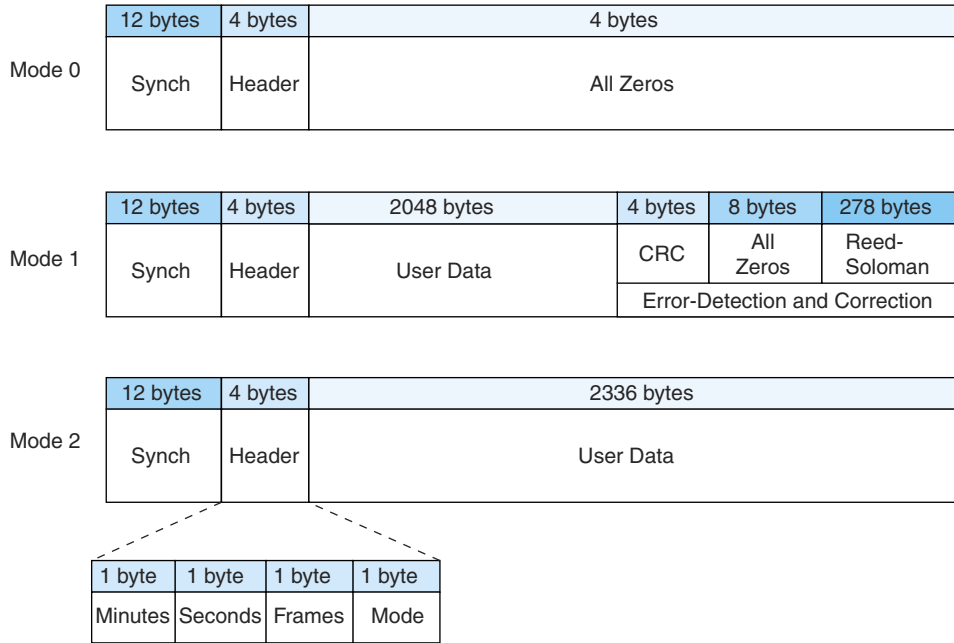 12 bytes 4 bytes 4 bytes
Mode 0
Synch Header All Zeros
12 bytes 4 bytes 2048 bytes 4 bytes 8 bytes 278 bytes
Mode 1
Synch Header User Data CRC All Zeros Reed-Soloman
Error-Detection and Correction
12 bytes 4 bytes 2336 bytes
Mode 2
Synch Header User Data
1 byte 1 byte 1 byte 1 byte
Minutes Seconds Frames Mode